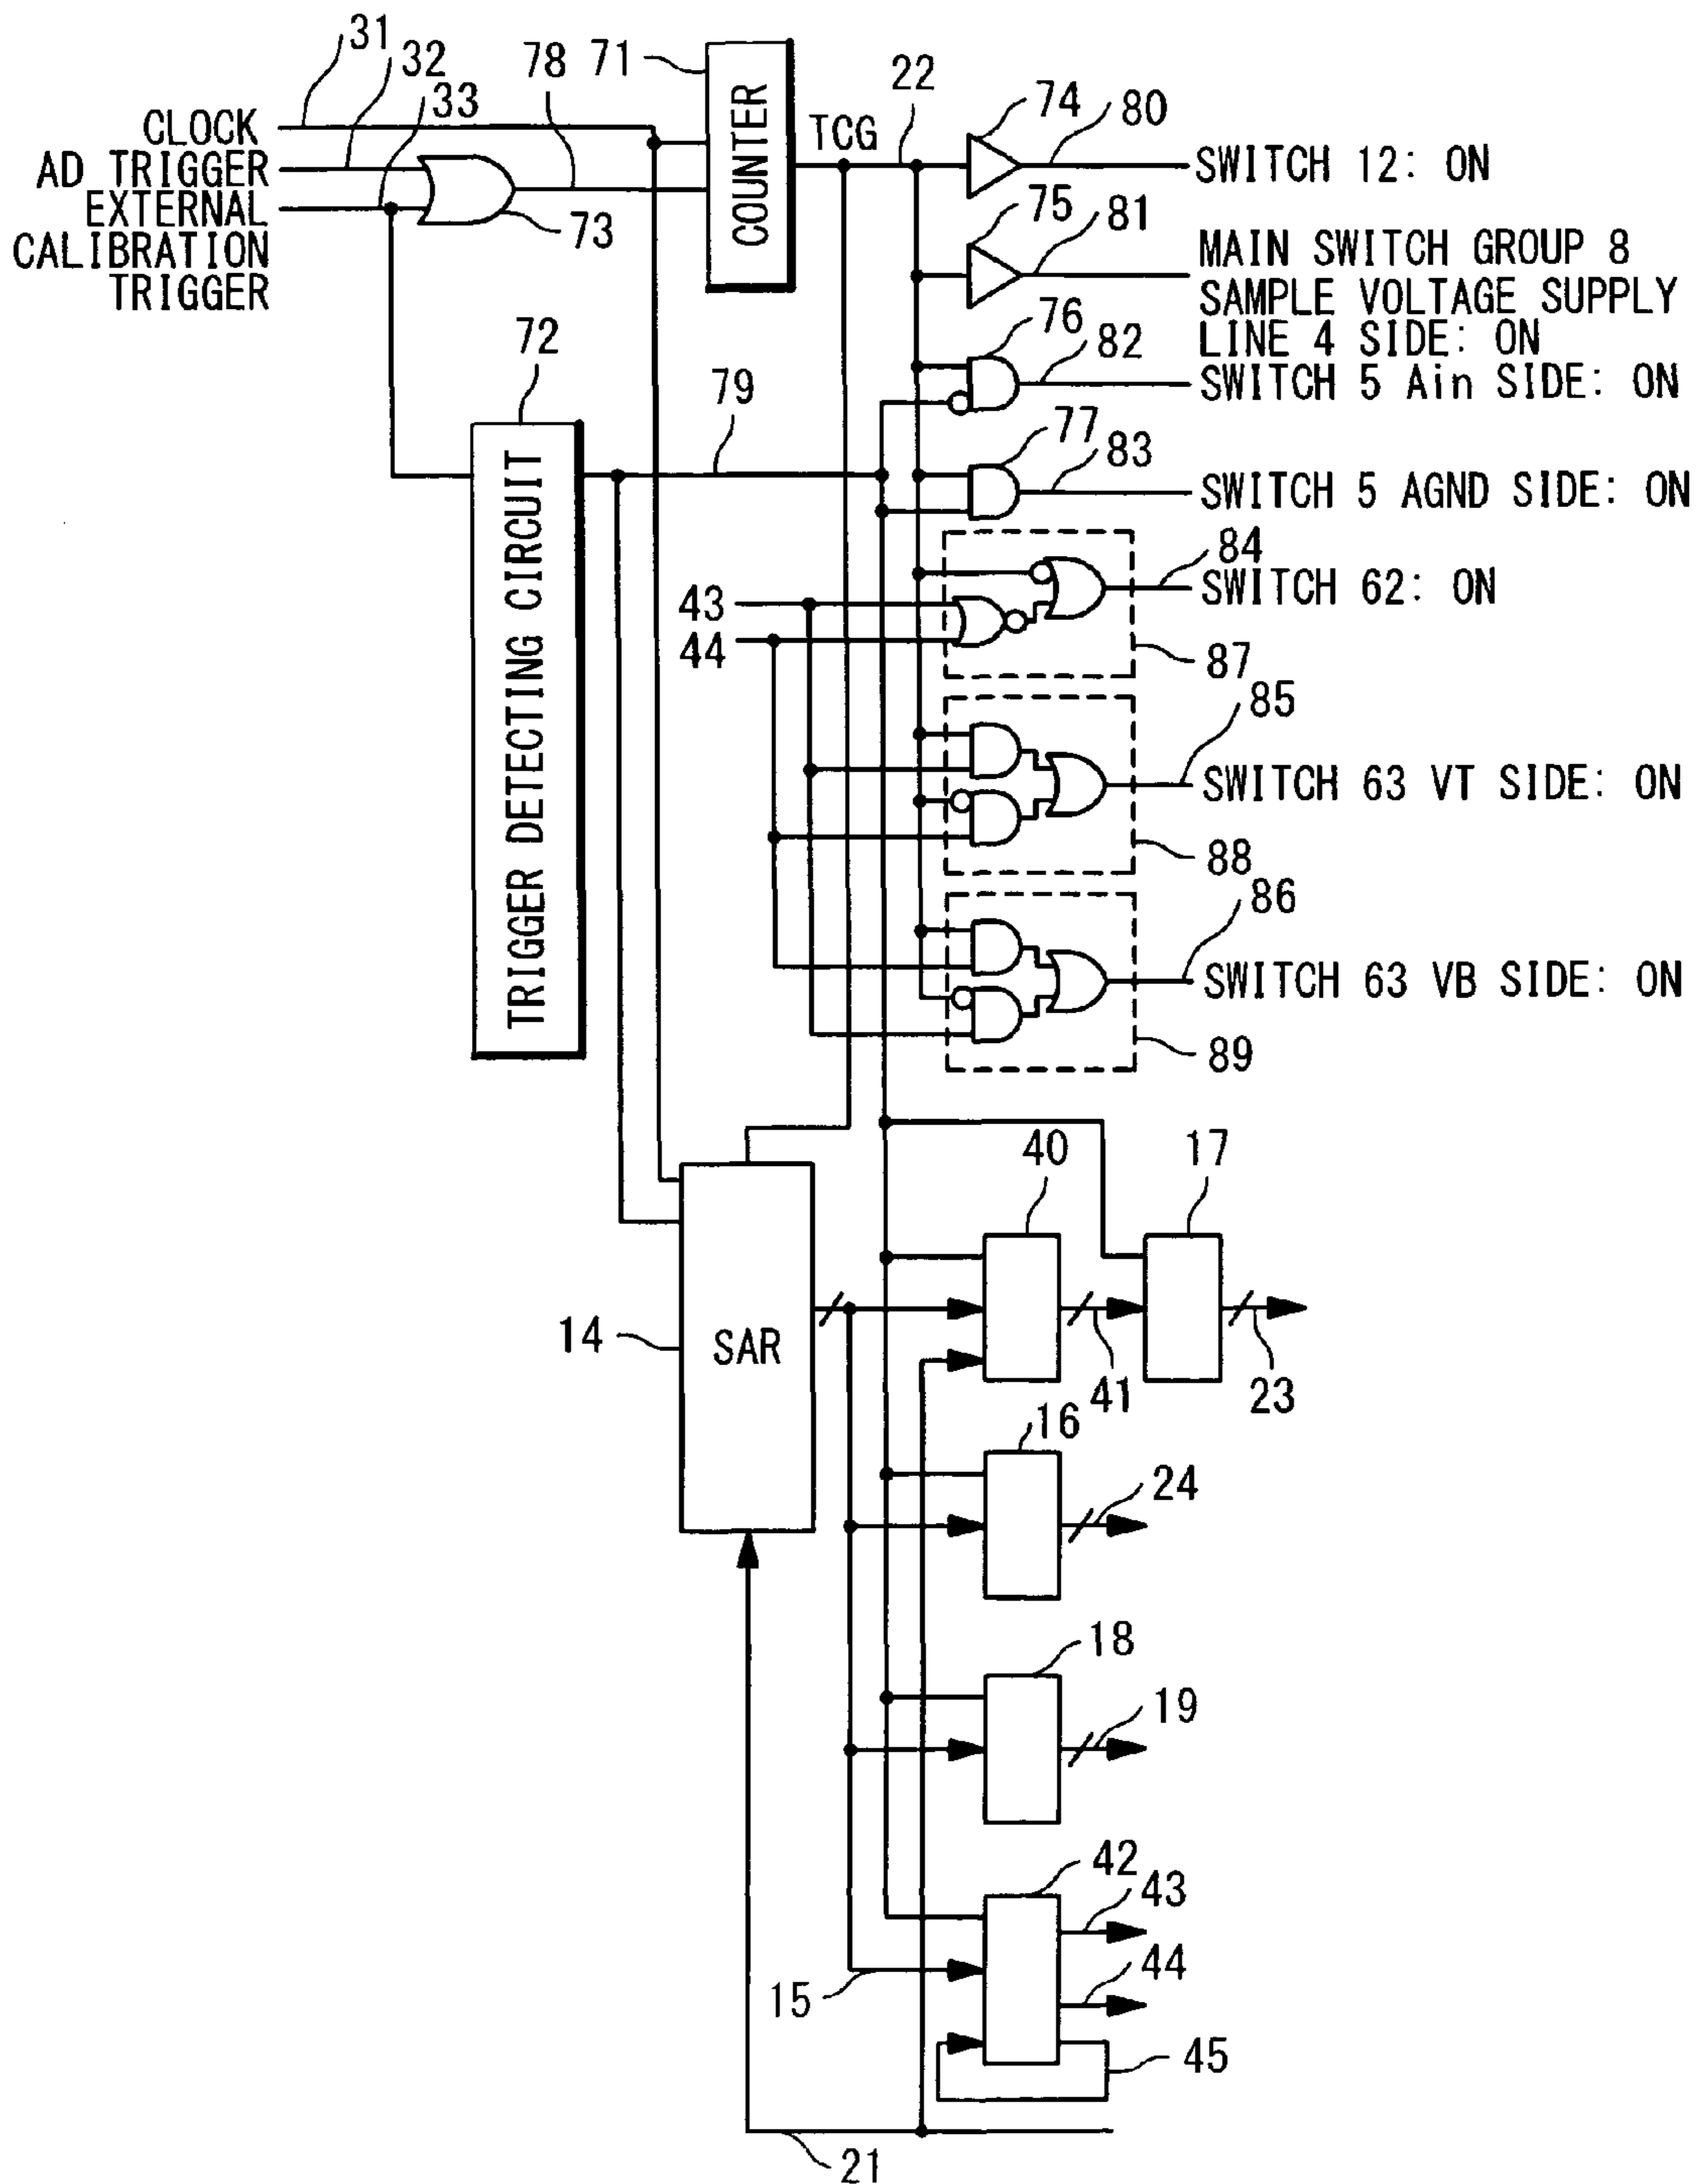 31
32
33
78
71
COUNTER
TCG
22
74
80
CLOCK
AD TRIGGER
EXTERNAL
CALIBRATION
TRIGGER
73
SWITCH 12: ON
75
81
MAIN SWITCH GROUP 8
SAMPLE VOLTAGE SUPPLY
LINE 4 SIDE: ON
76
82
SWITCH 5 Ain SIDE: ON
72
TRIGGER DETECTING CIRCUIT
79
77
83
SWITCH 5 AGND SIDE: ON
84
SWITCH 62: ON
43
44
87
85
SWITCH 63 VT SIDE: ON
88
86
SWITCH 63 VB SIDE: ON
89
14
SAR
40
17
41
23
16
24
18
19
42
43
44
15
45
21